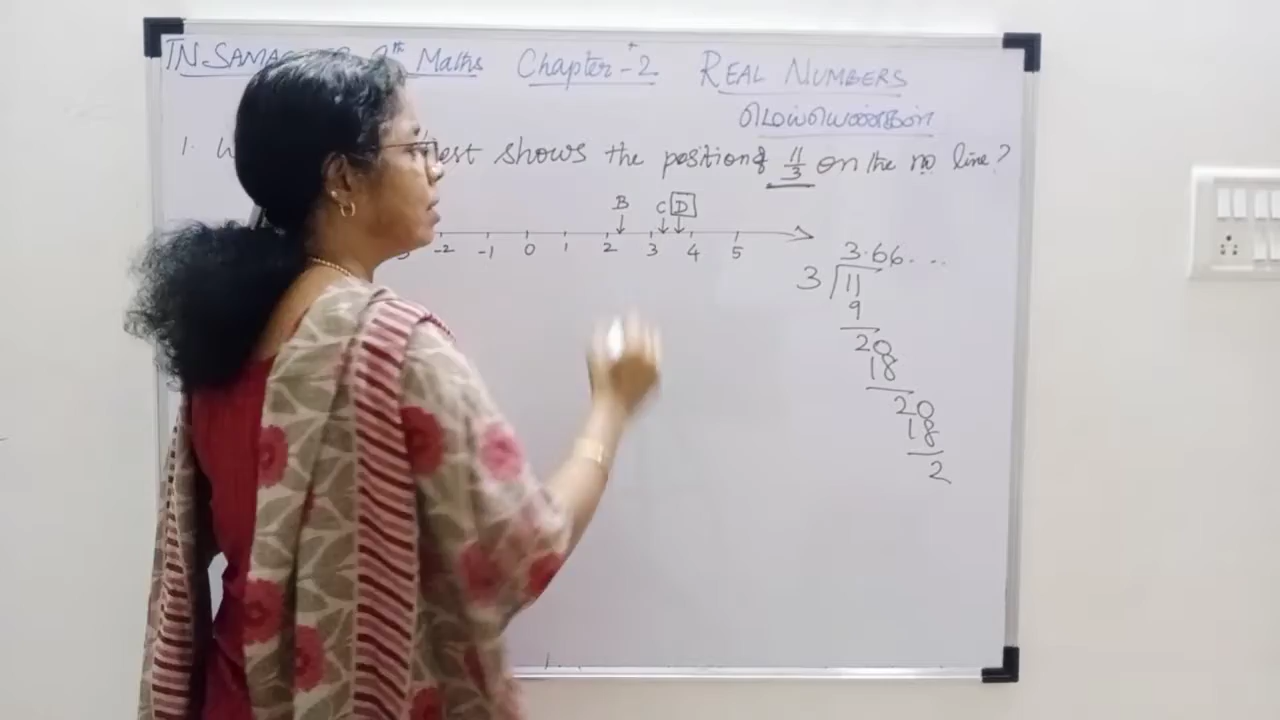 TN SAMA 9th Maths Chapter-2 REAL NUMBERS
மெய்யெண்கள்
1. est shows the position of 11/3 on the no line?
B C D
-2 -1 0 1 2 3 4 5
3.66...
3 11
9
20
18
20
18
2